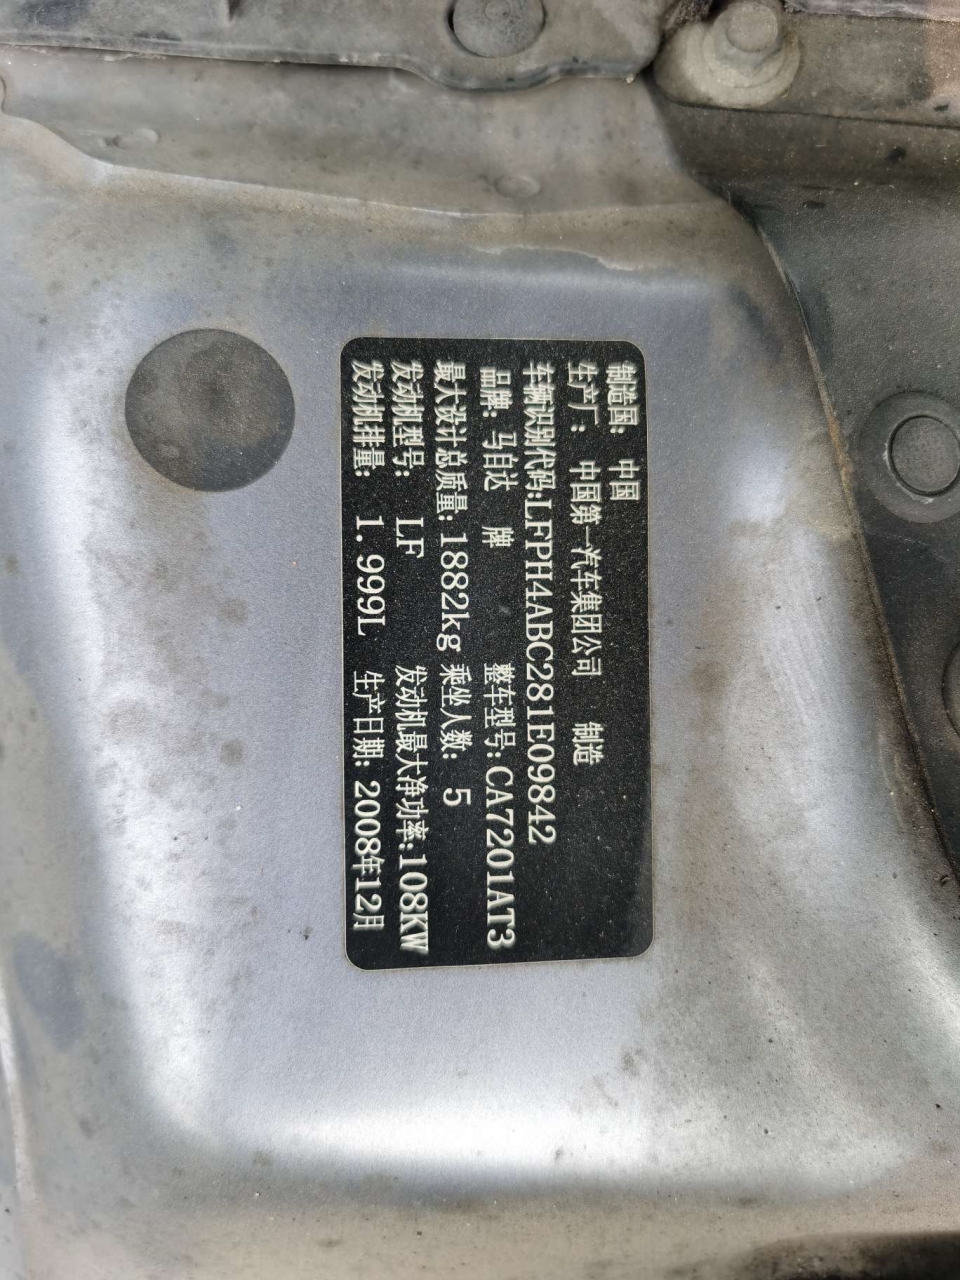 制造国: 中国
生产厂: 中国第一汽车集团公司 制造
车辆识别代码:LFPH4ABC281E09842
品牌: 马自达 牌 整车型号:CA7201AT3
最大设计总质量:1882kg 乘坐人数: 5
发动机型号: LF 发动机最大净功率:108KW
发动机排量: 1.999L 生产日期: 2008年12月